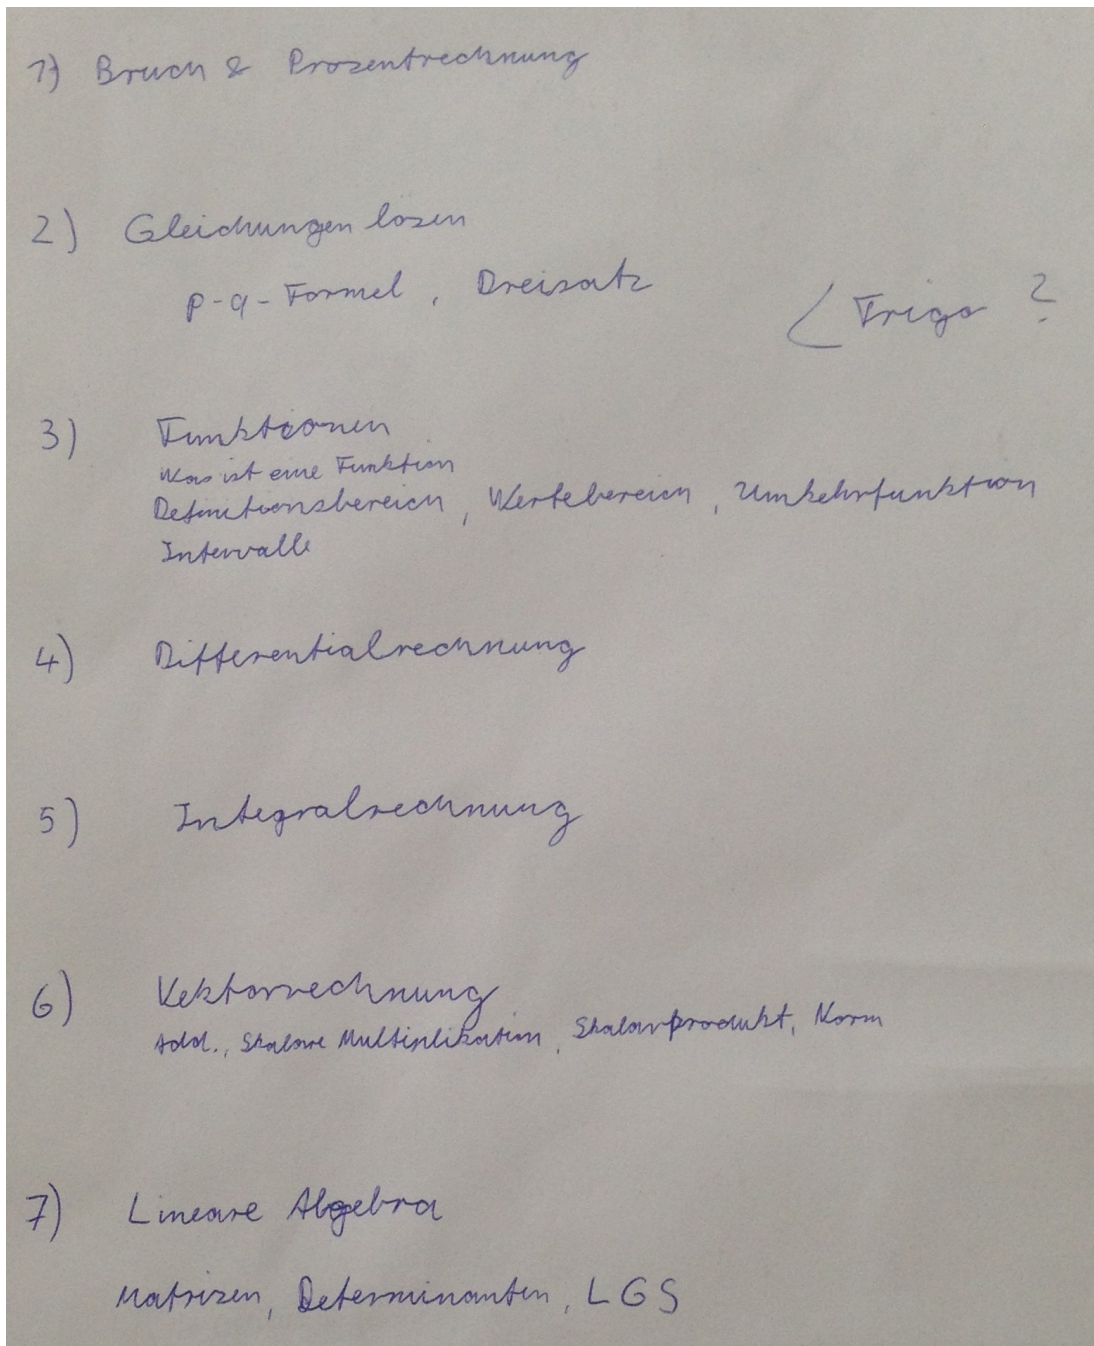 1) Bruch & Prozentrechnung
2) Gleichungen lösen
p-q-Formel, Dreisatz
( Trigo ?
3) Funktionen
Was ist eine Funktion
Definitionsbereich, Wertebereich, Umkehrfunktion
Intervalle
4) Differentialrechnung
5) Integralrechnung
6) Vektorrechnung
Add., Skalare Multiplikation, Skalarprodukt, Norm
7) Lineare Algebra
Matrizen, Determinanten, LGS